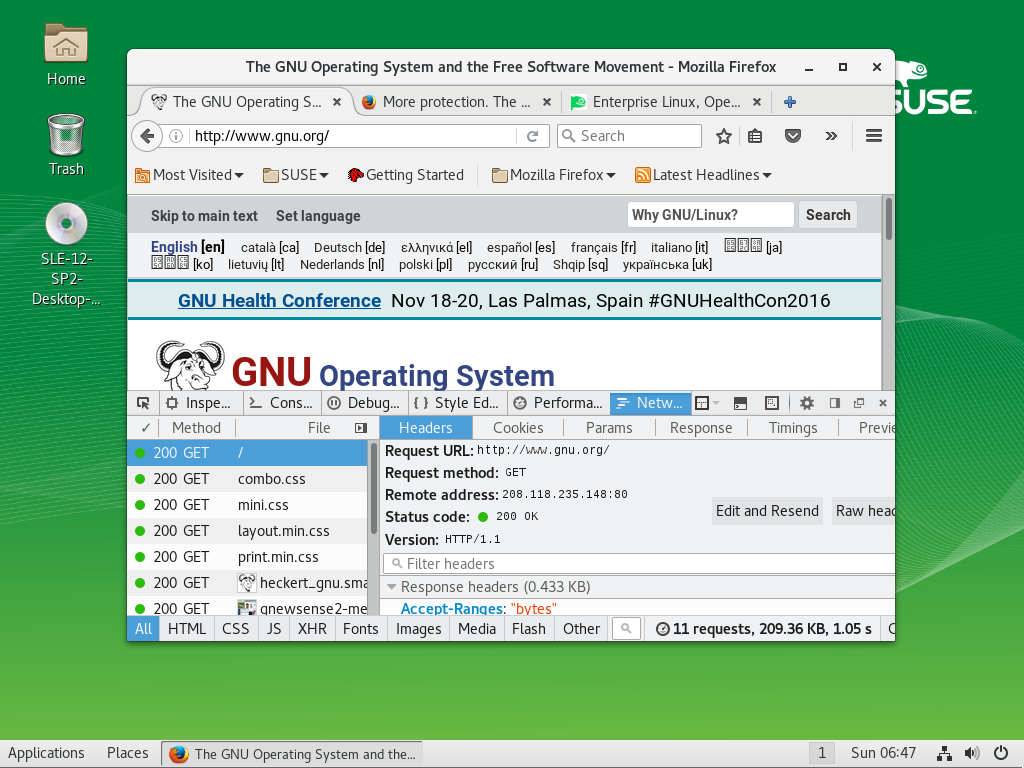 The GNU Operating System and the Free Software Movement - Mozilla Firefox
Home
The GNU Operating S...
More protection. The ...
Enterprise Linux, Ope...
SUSE
http://www.gnu.org/
Search
Trash
Most Visited
SUSE
Getting Started
Mozilla Firefox
Latest Headlines
Skip to main text
Set language
Why GNU/Linux?
Search
English [en] català [ca] Deutsch [de] ελληνικά [el] español [es] français [fr] italiano [it] [ja]
[ko] lietuvių [lt] Nederlands [nl] polski [pl] русский [ru] Shqip [sq] українська [uk]
SLE-12-
SP2-
Desktop-...
GNU Health Conference Nov 18-20, Las Palmas, Spain #GNUHealthCon2016
GNU Operating System
Inspe...
Cons...
Debug...
Style Ed...
Performa...
Netw...
✓ Method File
Headers Cookies Params Response Timings Previe
200 GET /
200 GET combo.css
200 GET mini.css
200 GET layout.min.css
200 GET print.min.css
200 GET heckert_gnu.sma
200 GET gnewsense2-me
Request URL: http://www.gnu.org/
Request method: GET
Remote address: 208.118.235.148:80
Status code: 200 OK
Edit and Resend
Raw head
Version: HTTP/1.1
Filter headers
Response headers (0.433 KB)
Accept-Ranges: "bytes"
All HTML CSS JS XHR Fonts Images Media Flash Other
11 requests, 209.36 KB, 1.05 s
Applications Places The GNU Operating System and the... 1 Sun 06:47